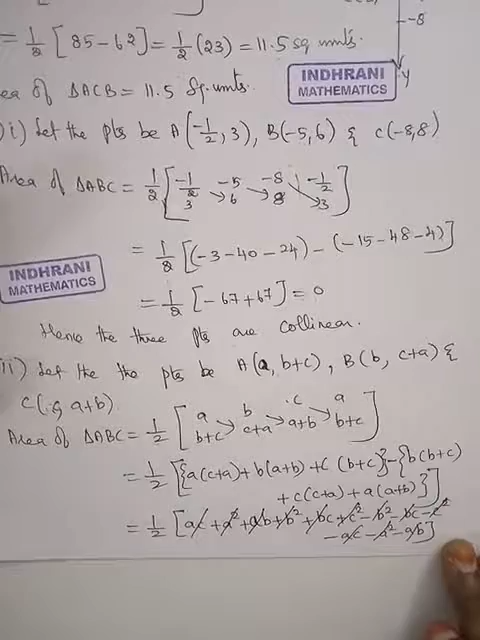 -8
= 1/2 [85-62] = 1/2 (23) = 11.5 sq units.
y
ea of ΔACB = 11.5 Sq.units.
INDHRANI
MATHEMATICS
i) Let the pts be A(-1/2, 3), B(-5, 6) & C(-8, 8)
Area of ΔABC = 1/2 [ -1/2 -5 -8 -1/2
3 6 8 3 ]
= 1/2 [(-3-40-24) - (-15-48-4)]
INDHRANI
MATHEMATICS
= 1/2 [-67+67] = 0
Hence the three pts are collinear.
ii) Let the the pts be A(a, b+c), B(b, c+a) &
C(c, a+b)
Area of ΔABC = 1/2 [ a b c a
b+c c+a a+b b+c ]
= 1/2 [{a(c+a) + b(a+b) + c(b+c)} - {b(b+c)
+ c(c+a) + a(a+b)}]
= 1/2 [ac + a² + ab + b² + bc + c² - b² - bc - c²
- ac - a² - ab]